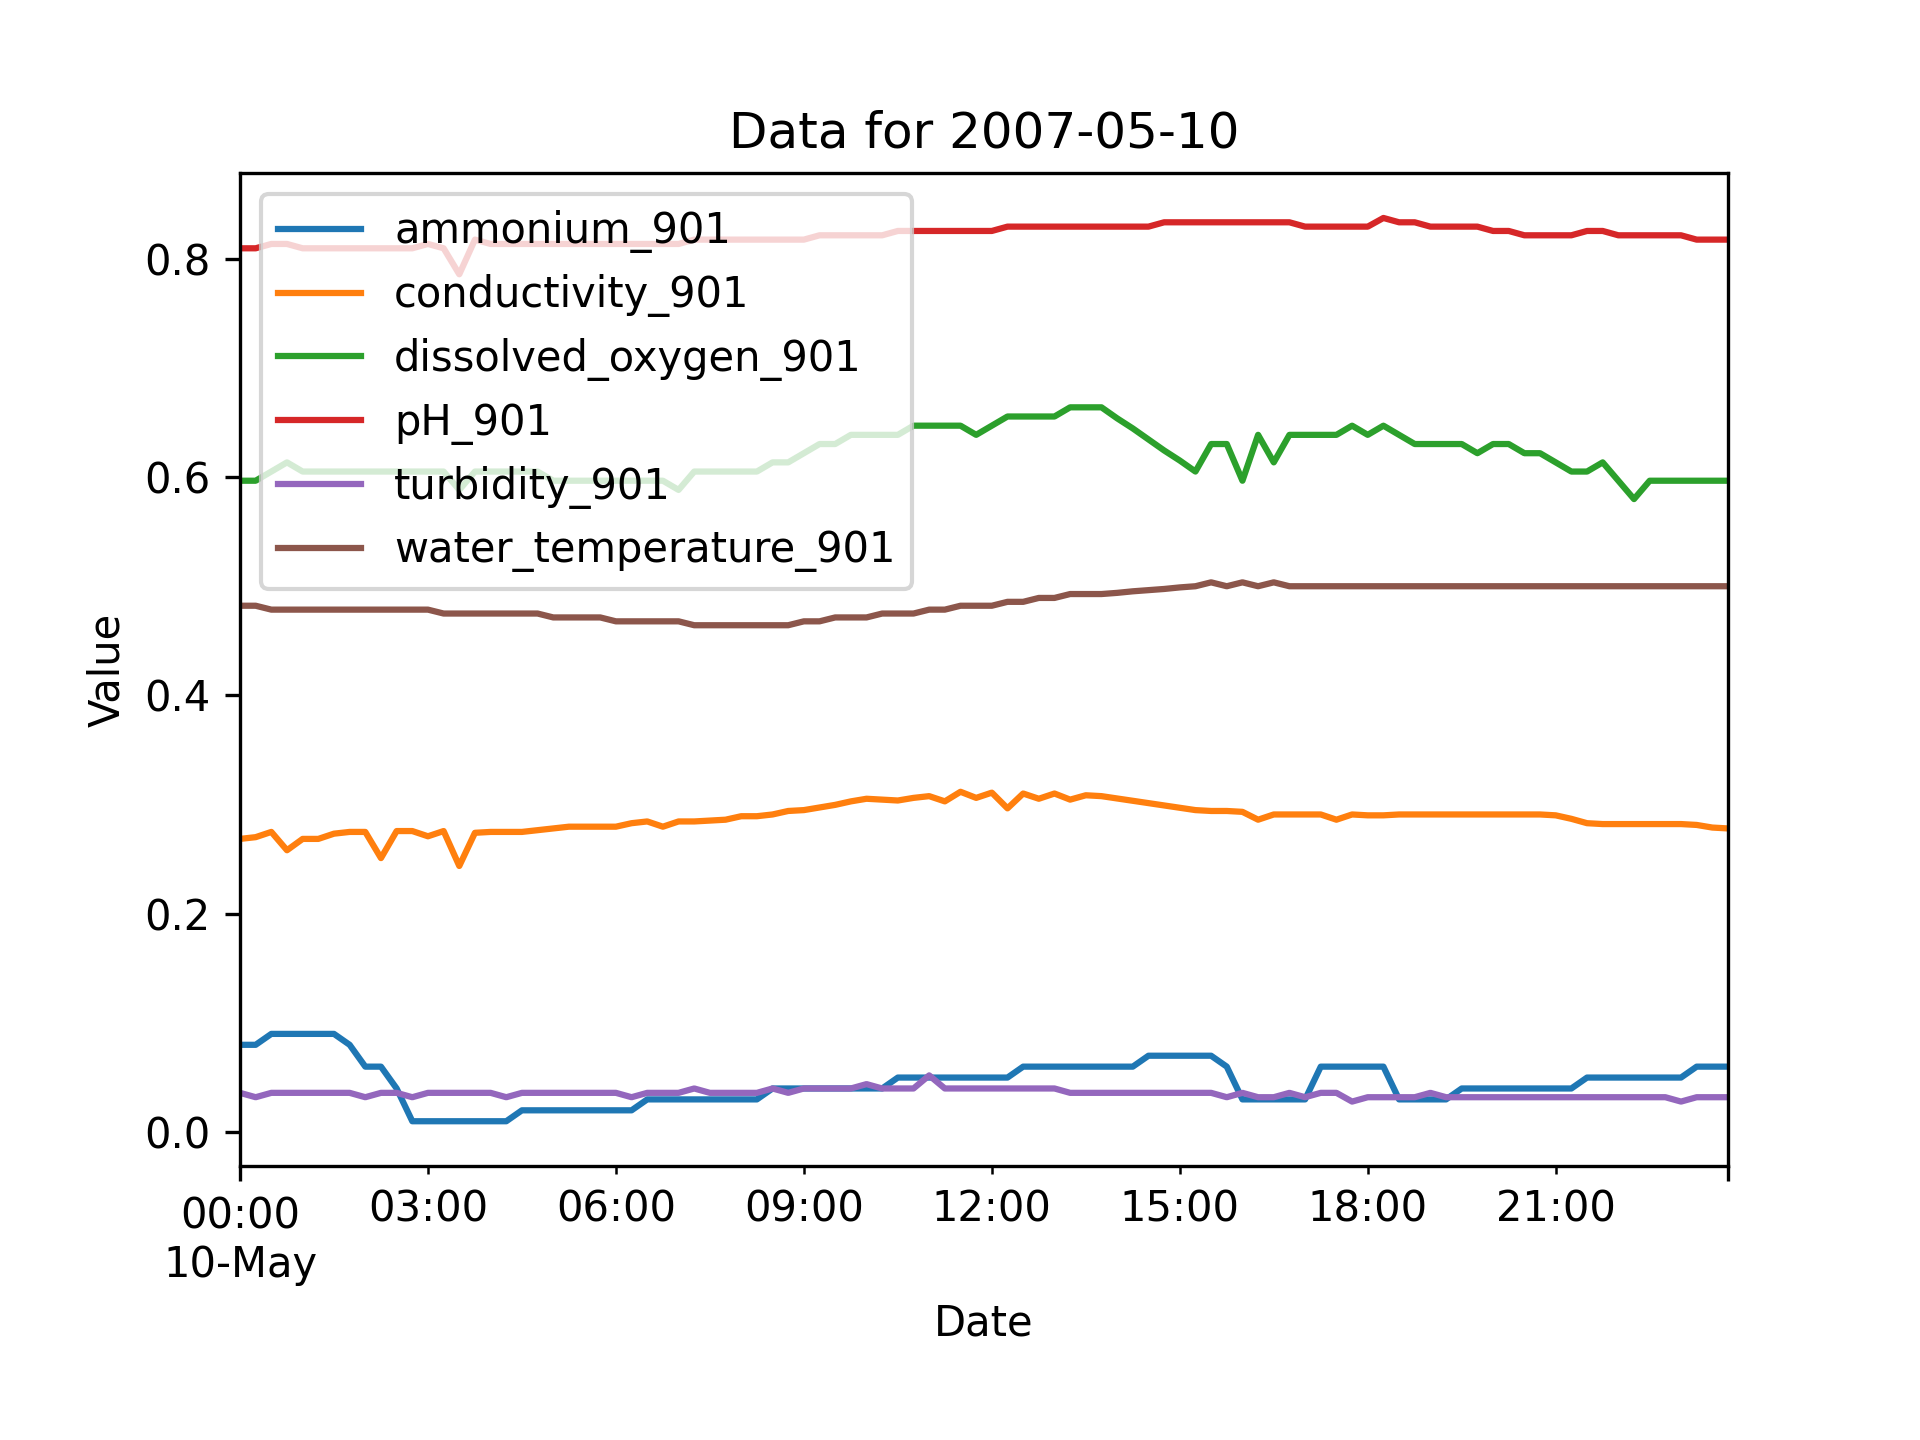 Data for 2007-05-10
ammonium_901
conductivity_901
dissolved_oxygen_901
pH_901
turbidity_901
water_temperature_901
Value
0.8
0.6
0.4
0.2
0.0
00:00 03:00 06:00 09:00 12:00 15:00 18:00 21:00
10-May
Date